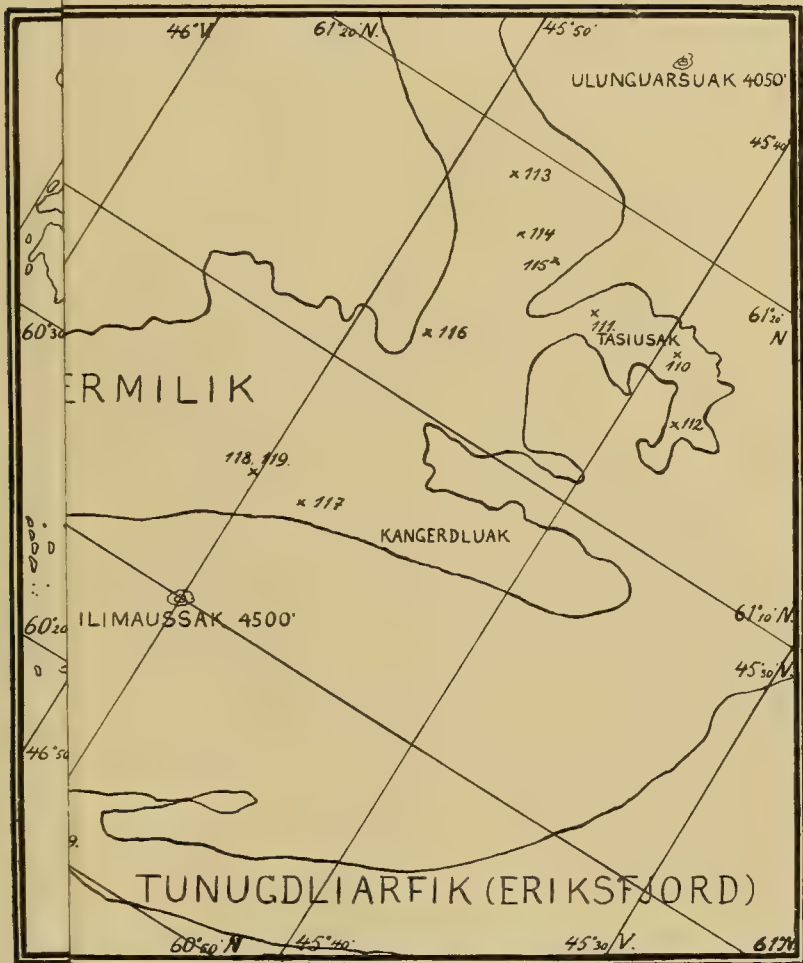 46°V.
61°20' N.
45°50'
ULUNGUARSUAK 4050'
45°40'
×113
×114
115×
60°30'
×116
×111.
TASIUSAK
×110
61°20'
N
ERMILIK
×112
118. 119.
×
×117
KANGERDLUAK
ILIMAUSSAK 4500'
60°20'
61°10' N.
45°30' N.
46°50'
9.
TUNUGDLIARFIK (ERIKSFJORD)
60°50' N
45°40'
45°30' V.
61°N.